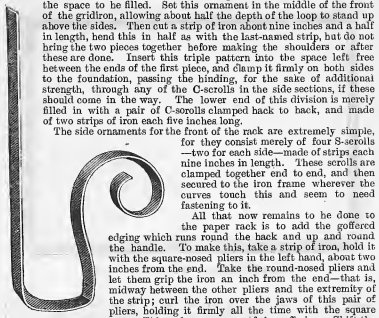 the space to be filled. Set this ornament in the middle of the front
of the gridiron, allowing about half the depth of the loop to stand up
above the sides. Then cut a strip of iron about nine inches and a half
in length, bend this in half as with the last-named strip, but do not
bring the two pieces together before making the shoulders or after
these are done. Insert this triple pattern into the space left free
between the ends of the first piece, and clamp it firmly on both sides
to the foundation, passing the binding, for the sake of additional
strength, through any of the C-scrolls in the side sections, if these
should come in the way. The lower end of this division is merely
filled in with a pair of C-scrolls clamped back to back, and made
of two strips of iron each five inches long.
The side ornaments for the front of the rack are extremely simple,
for they consist merely of four S-scrolls
—two for each side—made of strips each
nine inches in length. These scrolls are
clamped together end to end, and then
secured to the iron frame wherever the
curves touch this and seem to need
fastening to it.
All that now remains to be done to
the paper rack is to add the goffered
edging which runs round the back and up and round
the handle. To make this, take a strip of iron, hold it
with the square-nosed pliers in the left hand, about two
inches from the end. Take the round-nosed pliers and
let them grip the iron an inch from the end—that is,
midway between the other pliers and the extremity of
the strip; curl the iron over the jaws of this pair of
pliers, holding it firmly all the time with the square